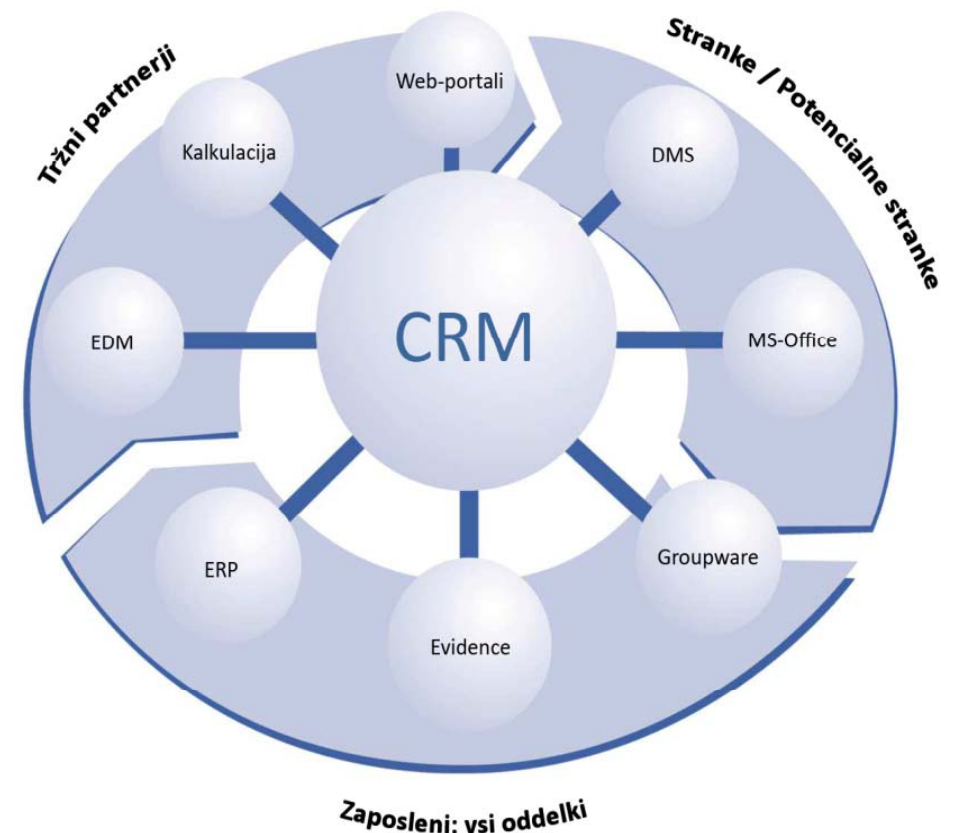 Tržni partnerji
Stranke / Potencialne stranke
Web-portali
Kalkulacija
DMS
EDM
CRM
MS-Office
ERP
Groupware
Evidence
Zaposleni: vsi oddelki